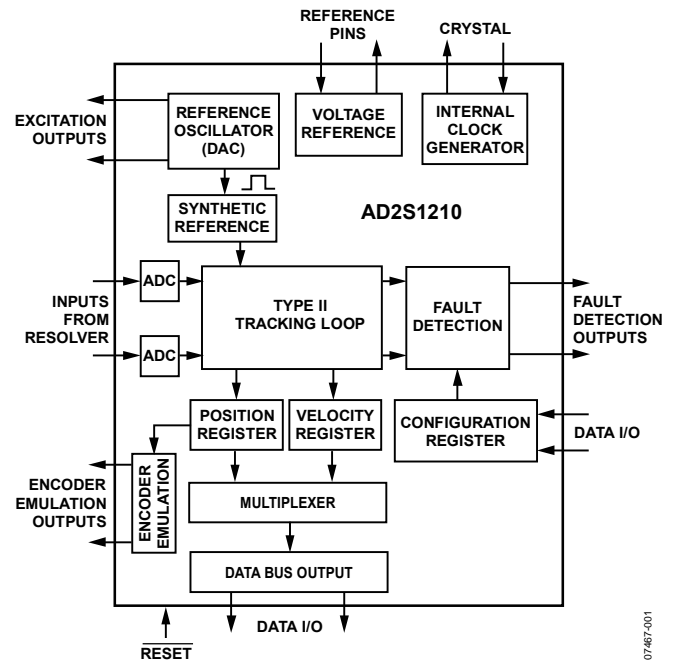 REFERENCE
PINS
CRYSTAL
EXCITATION
OUTPUTS
REFERENCE
OSCILLATOR
(DAC)
VOLTAGE
REFERENCE
INTERNAL
CLOCK
GENERATOR
SYNTHETIC
REFERENCE
AD2S1210
INPUTS
FROM
RESOLVER
ADC
ADC
TYPE II
TRACKING LOOP
FAULT
DETECTION
FAULT
DETECTION
OUTPUTS
POSITION
REGISTER
VELOCITY
REGISTER
CONFIGURATION
REGISTER
DATA I/O
ENCODER
EMULATION
OUTPUTS
ENCODER
EMULATION
MULTIPLEXER
DATA BUS OUTPUT
DATA I/O
RESET
07467-001